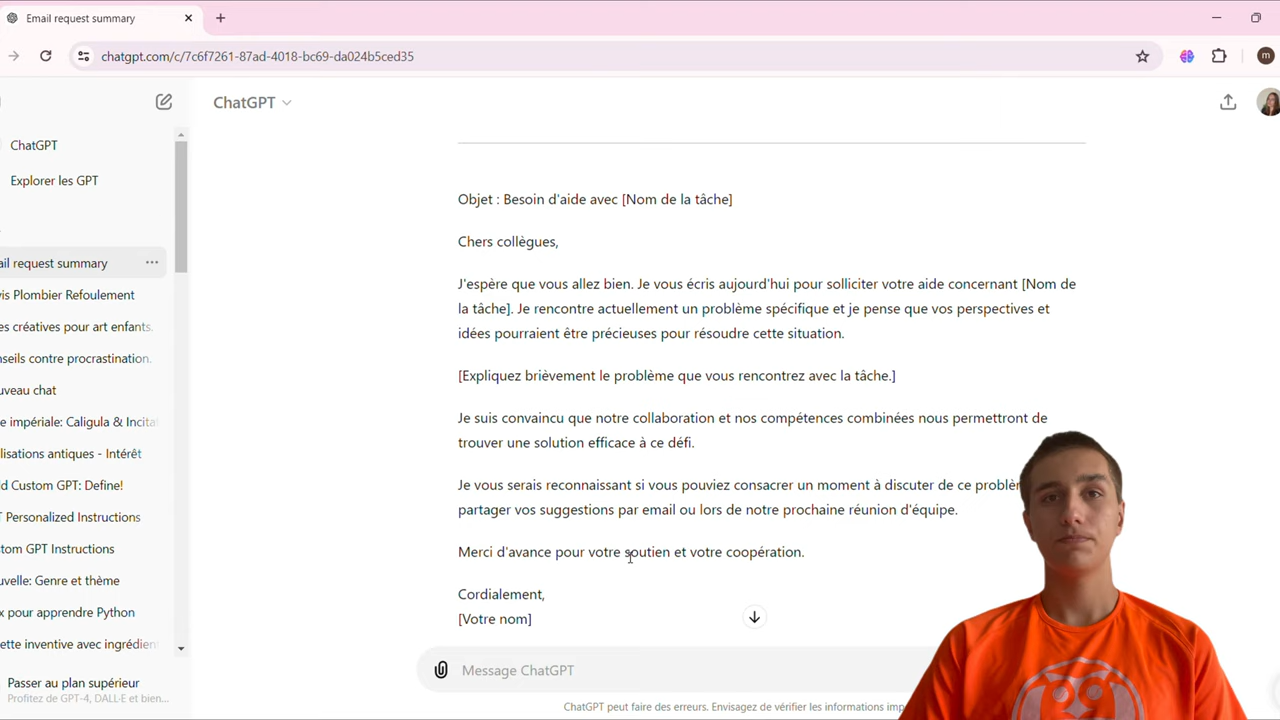 Email request summary
chatgpt.com/c/7c6f7261-87ad-4018-bc69-da024b5ced35
m
ChatGPT
ChatGPT
Explorer les GPT
ail request summary
is Plombier Refoulement
es créatives pour art enfants.
nseils contre procrastination.
uveau chat
e impériale: Caligula & Incita
lisations antiques - Intérêt
d Custom GPT: Define!
T Personalized Instructions
tom GPT Instructions
uvelle: Genre et thème
x pour apprendre Python
ette inventive avec ingrédien
Passer au plan supérieur
Profitez de GPT-4, DALL·E et bien...
Objet : Besoin d'aide avec [Nom de la tâche]
Chers collègues,
J'espère que vous allez bien. Je vous écris aujourd'hui pour solliciter votre aide concernant [Nom de
la tâche]. Je rencontre actuellement un problème spécifique et je pense que vos perspectives et
idées pourraient être précieuses pour résoudre cette situation.
[Expliquez brièvement le problème que vous rencontrez avec la tâche.]
Je suis convaincu que notre collaboration et nos compétences combinées nous permettront de
trouver une solution efficace à ce défi.
Je vous serais reconnaissant si vous pouviez consacrer un moment à discuter de ce problèm
partager vos suggestions par email ou lors de notre prochaine réunion d'équipe.
Merci d'avance pour votre soutien et votre coopération.
Cordialement,
[Votre nom]
Message ChatGPT
ChatGPT peut faire des erreurs. Envisagez de vérifier les informations imp